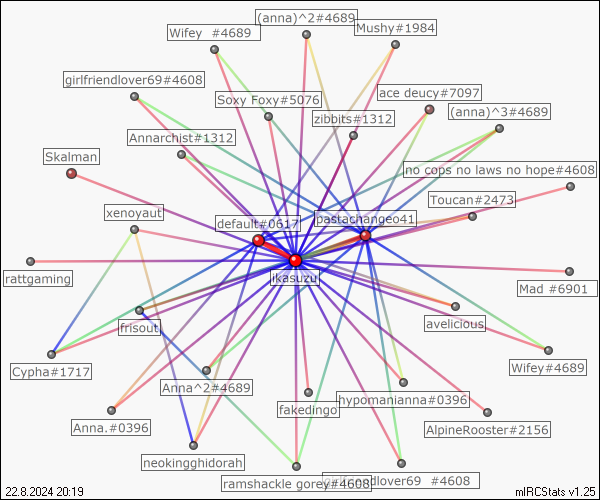 (anna)^2#4689
Wifey  #4689
Mushy#1984
girlfriendlover69#4608
ace deucy#7097
Soxy Foxy#5076
(anna)^3#4689
zibbits#1312
Annarchist#1312
Skalman
no cops no laws no hope#4608
Toucan#2473
xenoyaut
default#0617
pastachangeo41
rattgaming
ikasuzu
Mad #6901
frisout
avelicious
Cypha#1717
Wifey#4689
Anna^2#4689
hypomanianna#0396
fakedingo
Anna.#0396
AlpineRooster#2156
neokingghidorah
ramshackle gorey#4608
girlfriendlover69  #4608
22.8.2024 20:19
mIRCStats v1.25